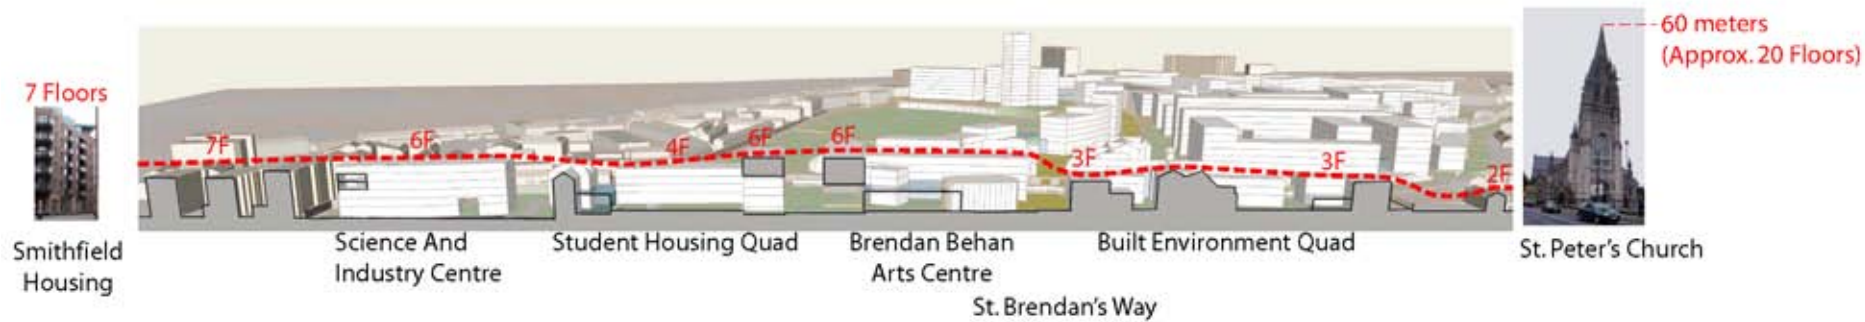 60 meters
(Approx. 20 Floors)
7 Floors
7F
6F
4F
6F
6F
3F
3F
2F
Smithfield
Housing
Science And
Industry Centre
Student Housing Quad
Brendan Behan
Arts Centre
Built Environment Quad
St. Peter's Church
St. Brendan's Way